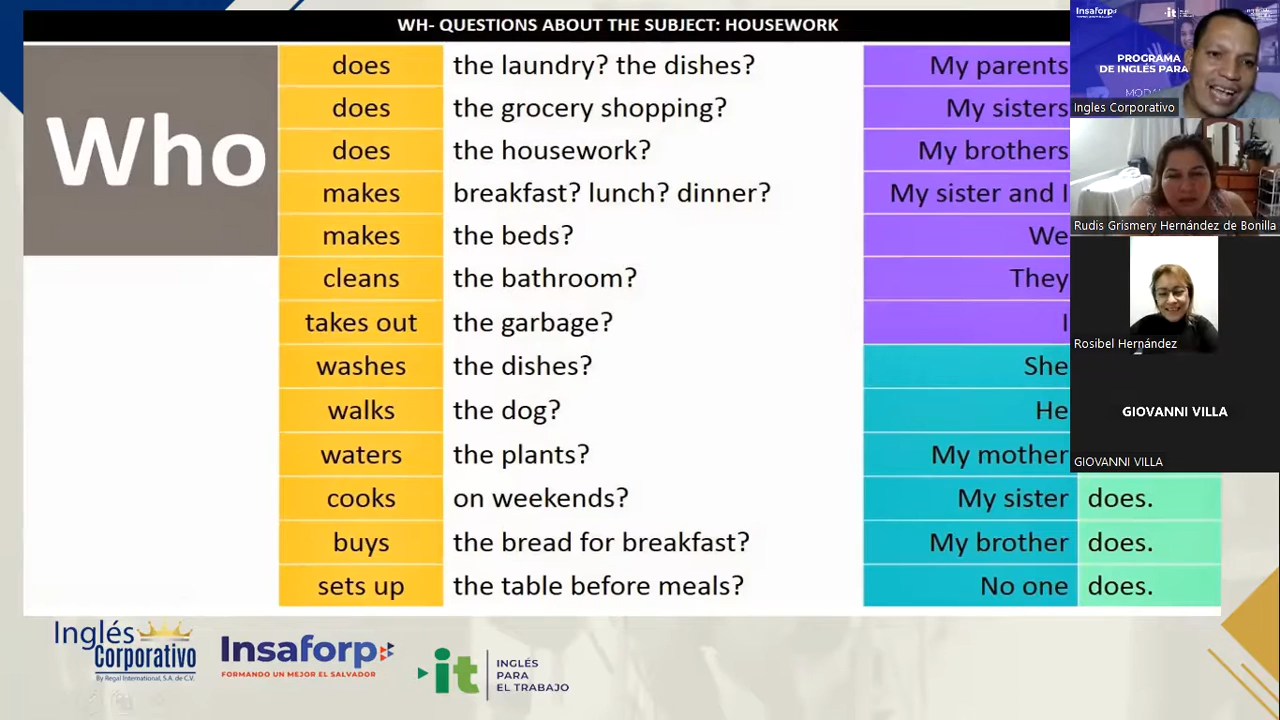 WH- QUESTIONS ABOUT THE SUBJECT: HOUSEWORK
Who
does the laundry? the dishes? My parents
does the grocery shopping? My sisters
does the housework? My brothers
makes breakfast? lunch? dinner? My sister and I
makes the beds? We
cleans the bathroom? They
takes out the garbage? I
washes the dishes? She
walks the dog? He
waters the plants? My mother
cooks on weekends? My sister does.
buys the bread for breakfast? My brother does.
sets up the table before meals? No one does.
Insaforp
it
PROGRAMA
DE INGLÉS PARA
Ingles Corporativo
Rudis Grismery Hernández de Bonilla
Rosibel Hernández
GIOVANNI VILLA
GIOVANNI VILLA
Inglés
Corporativo
By Regal International, S.A. de C.V.
Insaforp
FORMANDO UN MEJOR EL SALVADOR
it
INGLÉS
PARA
EL TRABAJO